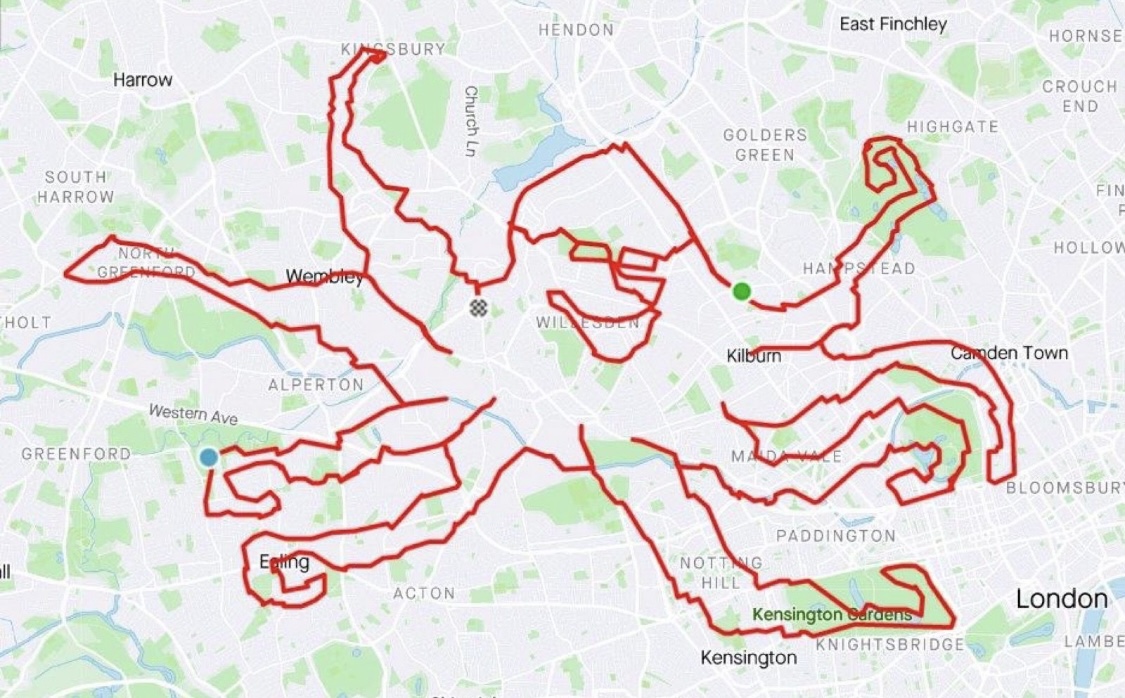 East Finchley
HENDON
HORNSE
KINGSBURY
Harrow
Church Ln
CROUCH
END
HIGHGATE
GOLDERS
GREEN
SOUTH
HARROW
FIN
NORTH
GREENFORD
HOLLOW
Wembley
HAMPSTEAD
HOLT
WILLESDEN
Kilburn
Camden Town
ALPERTON
Western Ave
GREENFORD
MAIDA VALE
BLOOMSBURY
PADDINGTON
Ealing
NOTTING
HILL
all
ACTON
London
Kensington Gardens
KNIGHTSBRIDGE
LAMBE
Kensington